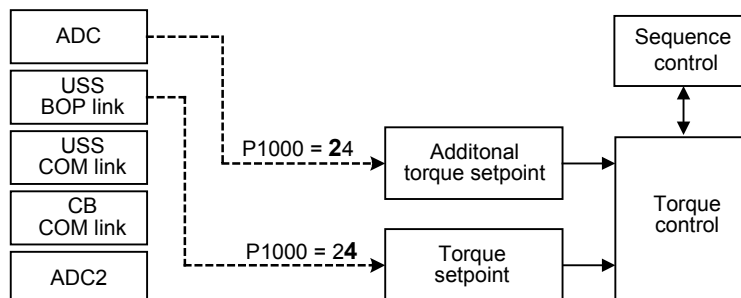 ADC
USS
BOP link
USS
COM link
CB
COM link
ADC2
P1000 = 24
P1000 = 24
Additonal
torque setpoint
Torque
setpoint
Sequence
control
Torque
control